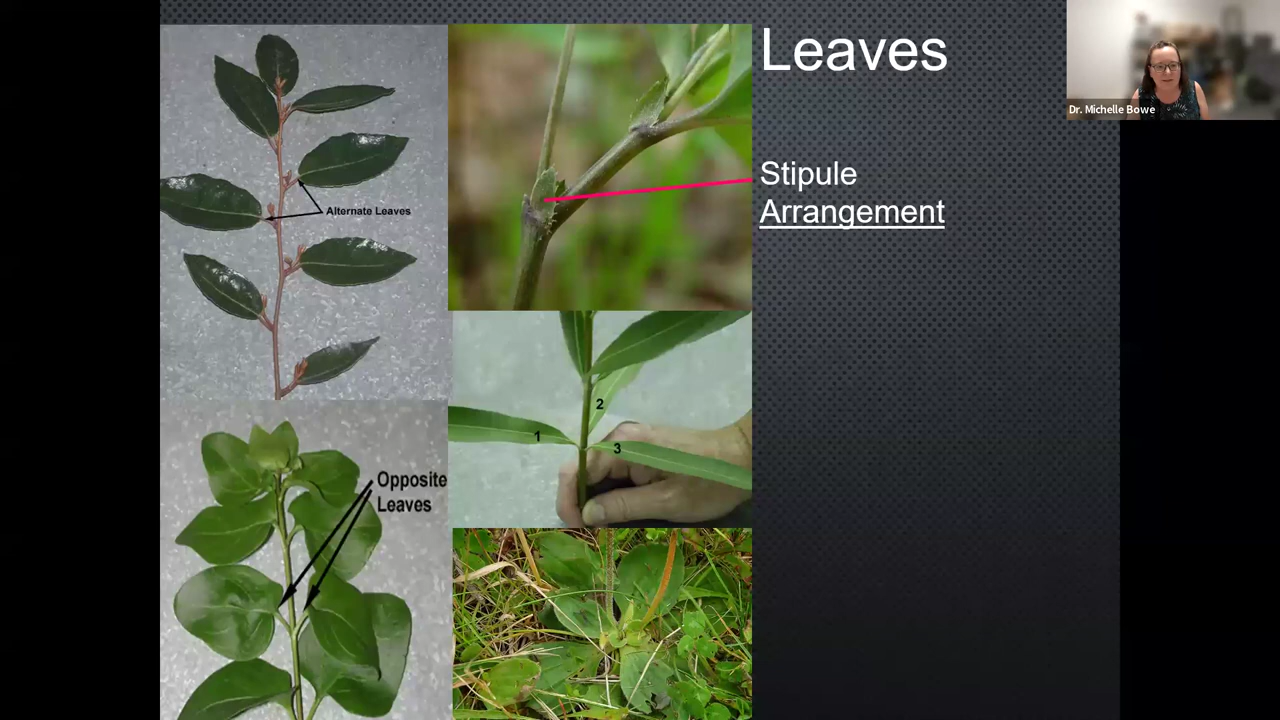 Leaves
Dr. Michelle Bowe
Stipule
Arrangement
Alternate Leaves
Opposite
Leaves
1
2
3